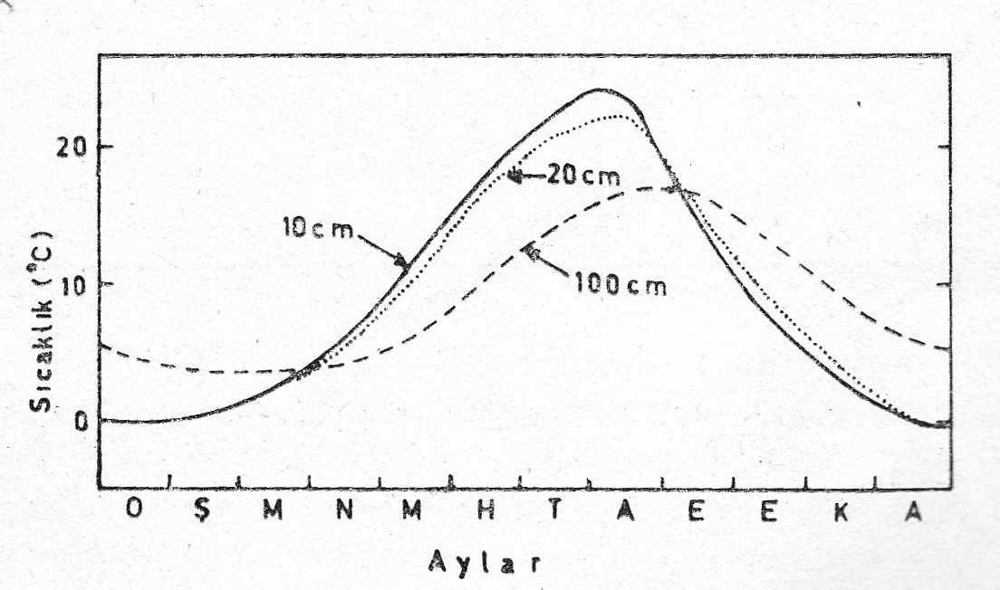 20
10
0
Sıcaklık (°C)
10cm
20cm
100cm
O Ş M N M H T A E E K A
Aylar